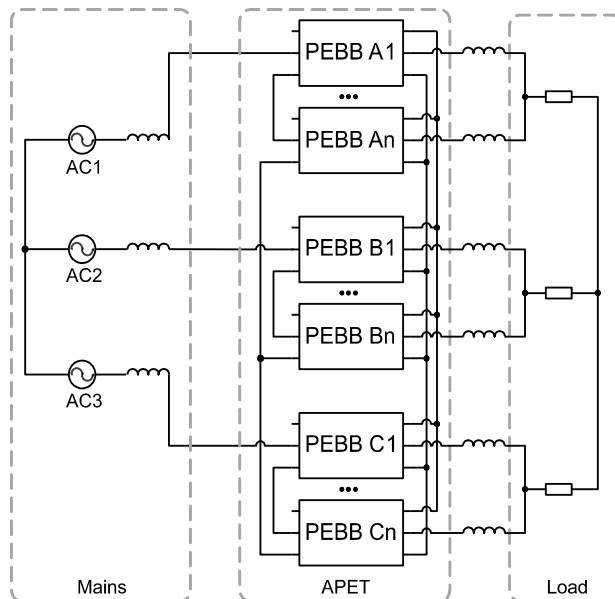 PEBB A1
•••
PEBB An
AC1
PEBB B1
AC2
•••
PEBB Bn
AC3
PEBB C1
•••
PEBB Cn
Mains
APET
Load